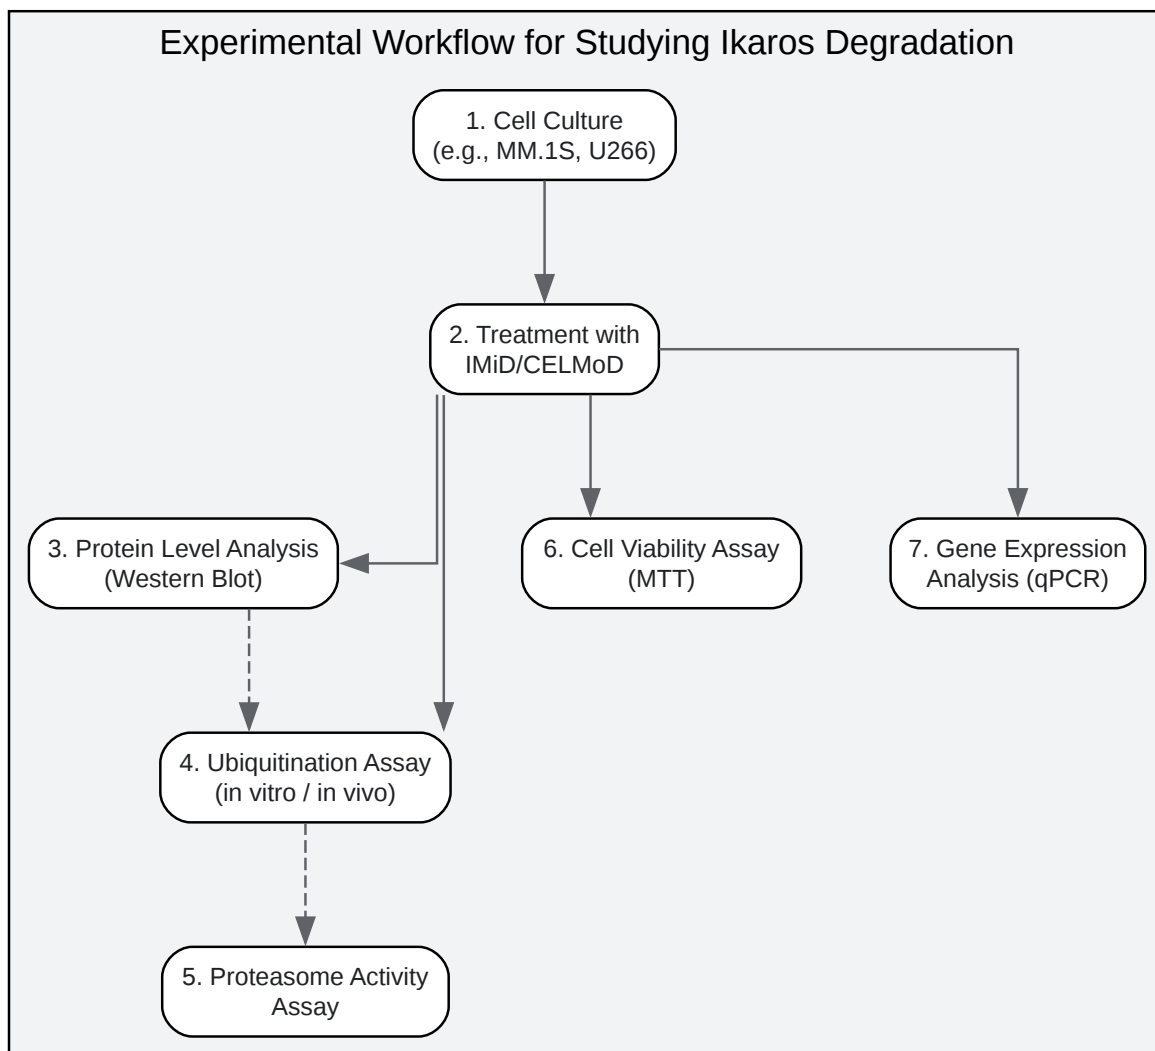 Experimental Workflow for Studying Ikaros Degradation
1. Cell Culture
(e.g., MM.1S, U266)
2. Treatment with
IMiD/CELMoD
3. Protein Level Analysis
(Western Blot)
6. Cell Viability Assay
(MTT)
7. Gene Expression
Analysis (qPCR)
4. Ubiquitination Assay
(in vitro / in vivo)
5. Proteasome Activity
Assay